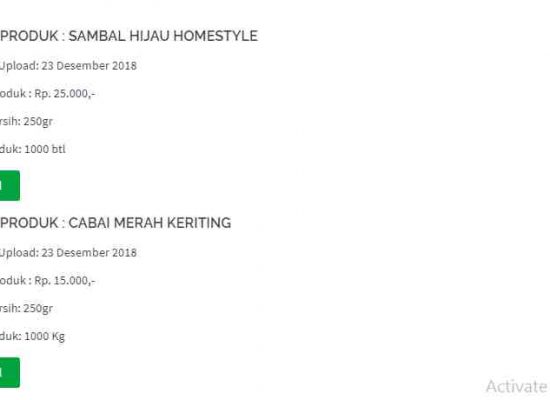 PRODUK : SAMBAL HIJAU HOMESTYLE
Upload: 23 Desember 2018
oduk : Rp. 25.000,-
rsih: 250gr
duk: 1000 btl
PRODUK : CABAI MERAH KERITING
Upload: 23 Desember 2018
oduk : Rp. 15.000,-
rsih: 250gr
duk: 1000 Kg
Activate